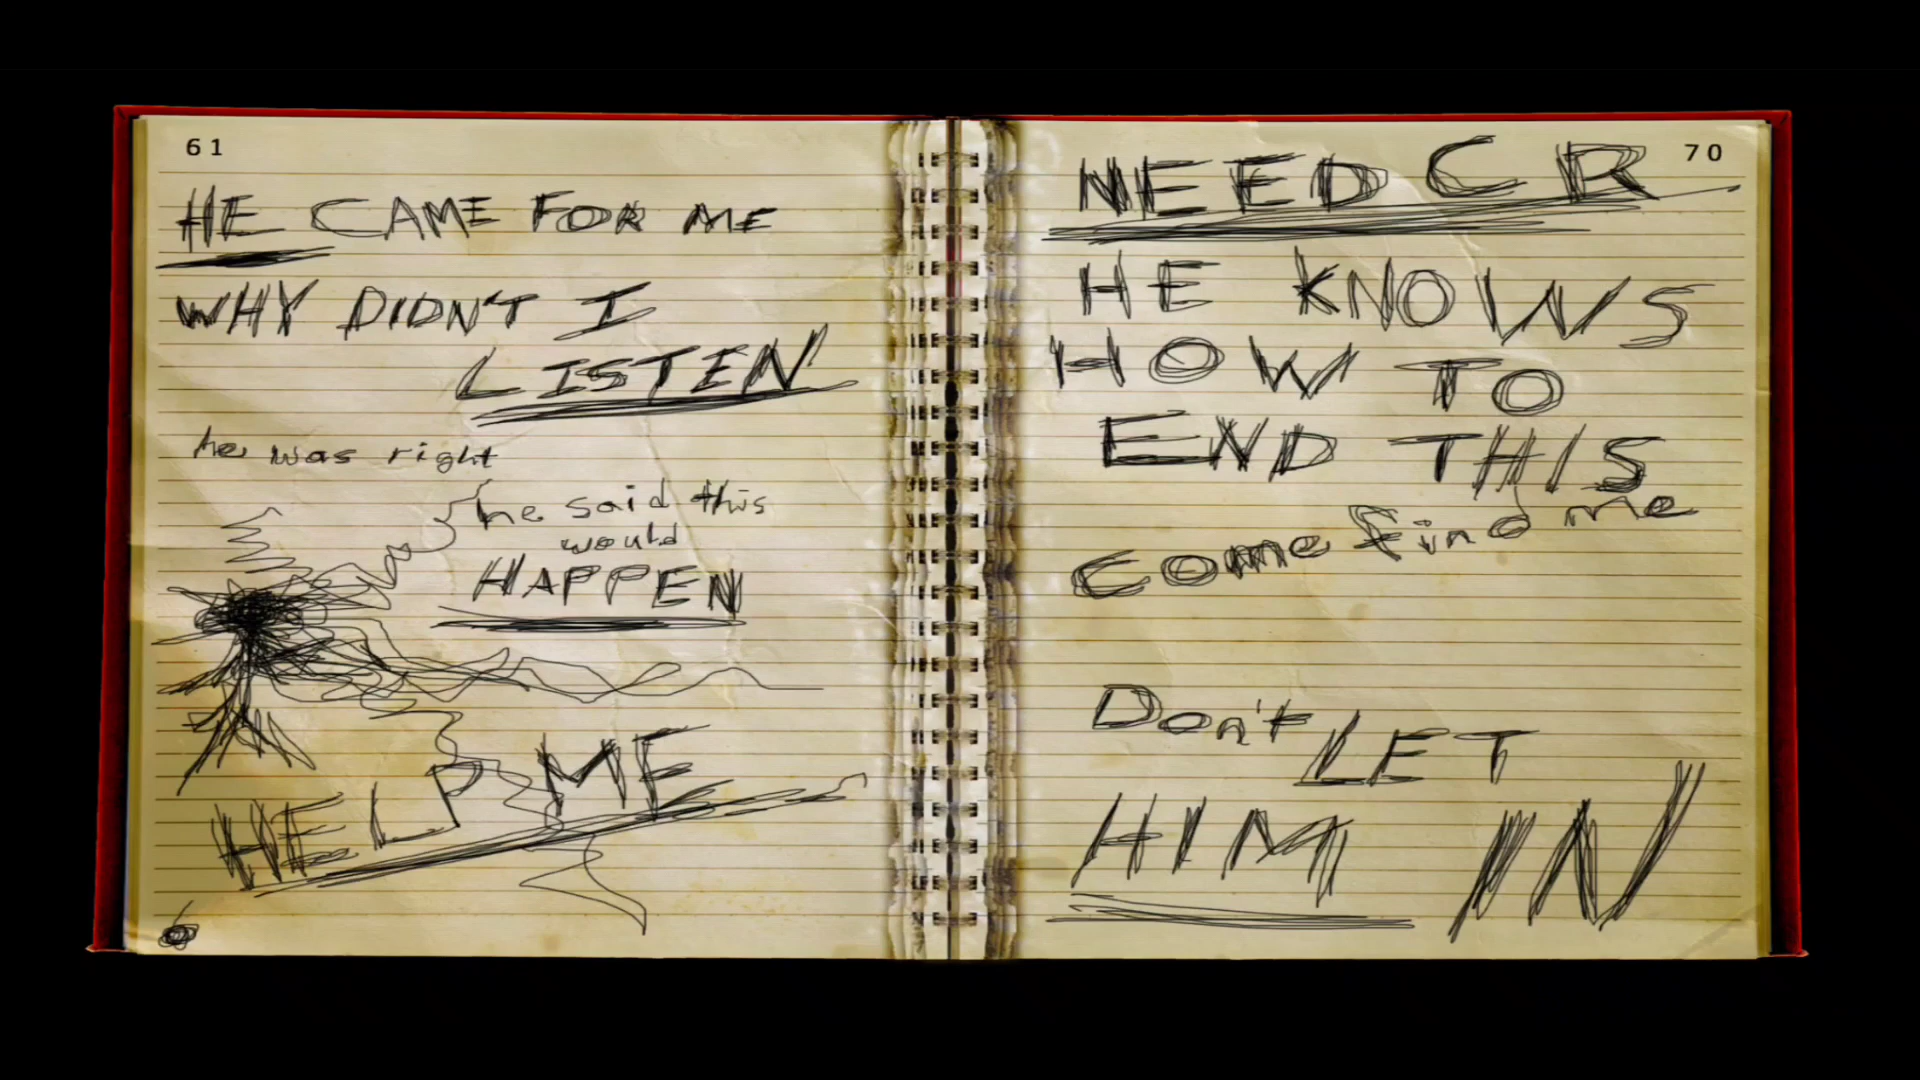 61
HE CAME FOR ME
WHY DIDN'T I
LISTEN
he was right
he said this
would
HAPPEN
HELP ME
70
NEED CR
HE KNOWS
HOW TO
END THIS
come find me
Don't LET
HIM IN